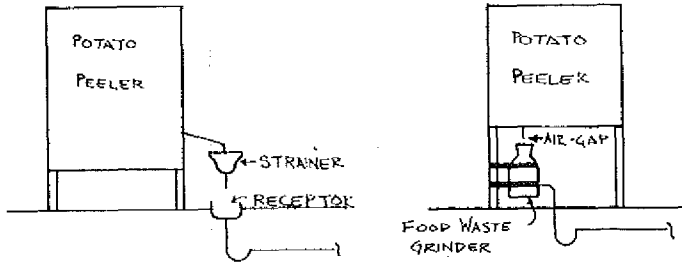 POTATO
PEELER
←STRAINER
←RECEPTOR
POTATO
PEELER
←AIR-GAP
FOOD WASTE
GRINDER